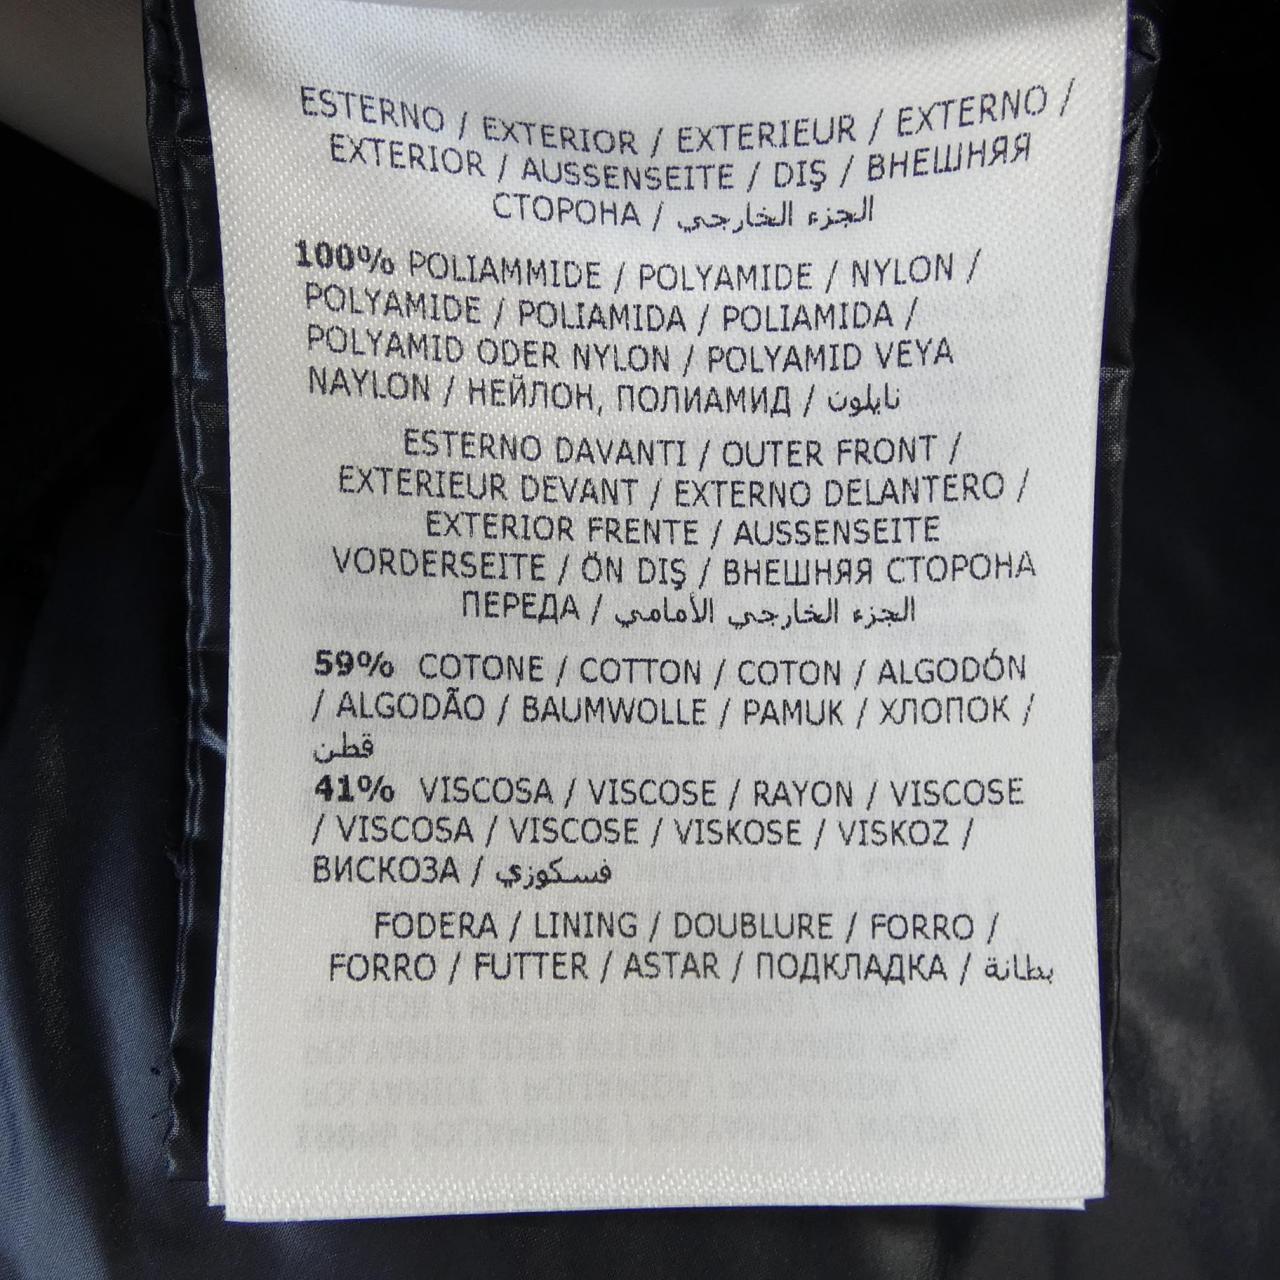 ESTERNO / EXTERIOR / EXTERIEUR / EXTERNO /
EXTERIOR / AUSSENSEITE / DIŞ / ВНЕШНЯЯ
СТОРОНА / الجزء الخارجي
100% POLIAMMIDE / POLYAMIDE / NYLON /
POLYAMIDE / POLIAMIDA / POLIAMIDA /
POLYAMID ODER NYLON / POLYAMID VEYA
NAYLON / НЕЙЛОН, ПОЛИАМИД / نايلون
ESTERNO DAVANTI / OUTER FRONT /
EXTERIEUR DEVANT / EXTERNO DELANTERO /
EXTERIOR FRENTE / AUSSENSEITE
VORDERSEITE / ÖN DIŞ / ВНЕШНЯЯ СТОРОНА
ПЕРЕДА / الجزء الخارجي الأمامي
59% COTONE / COTTON / COTON / ALGODÓN
/ ALGODÃO / BAUMWOLLE / PAMUK / ХЛОПОК /
قطن
41% VISCOSA / VISCOSE / RAYON / VISCOSE
/ VISCOSA / VISCOSE / VISKOSE / VISKOZ /
ВИСКОЗА / فسكوزي
FODERA / LINING / DOUBLURE / FORRO /
FORRO / FUTTER / ASTAR / ПОДКЛАДКА / بطانة